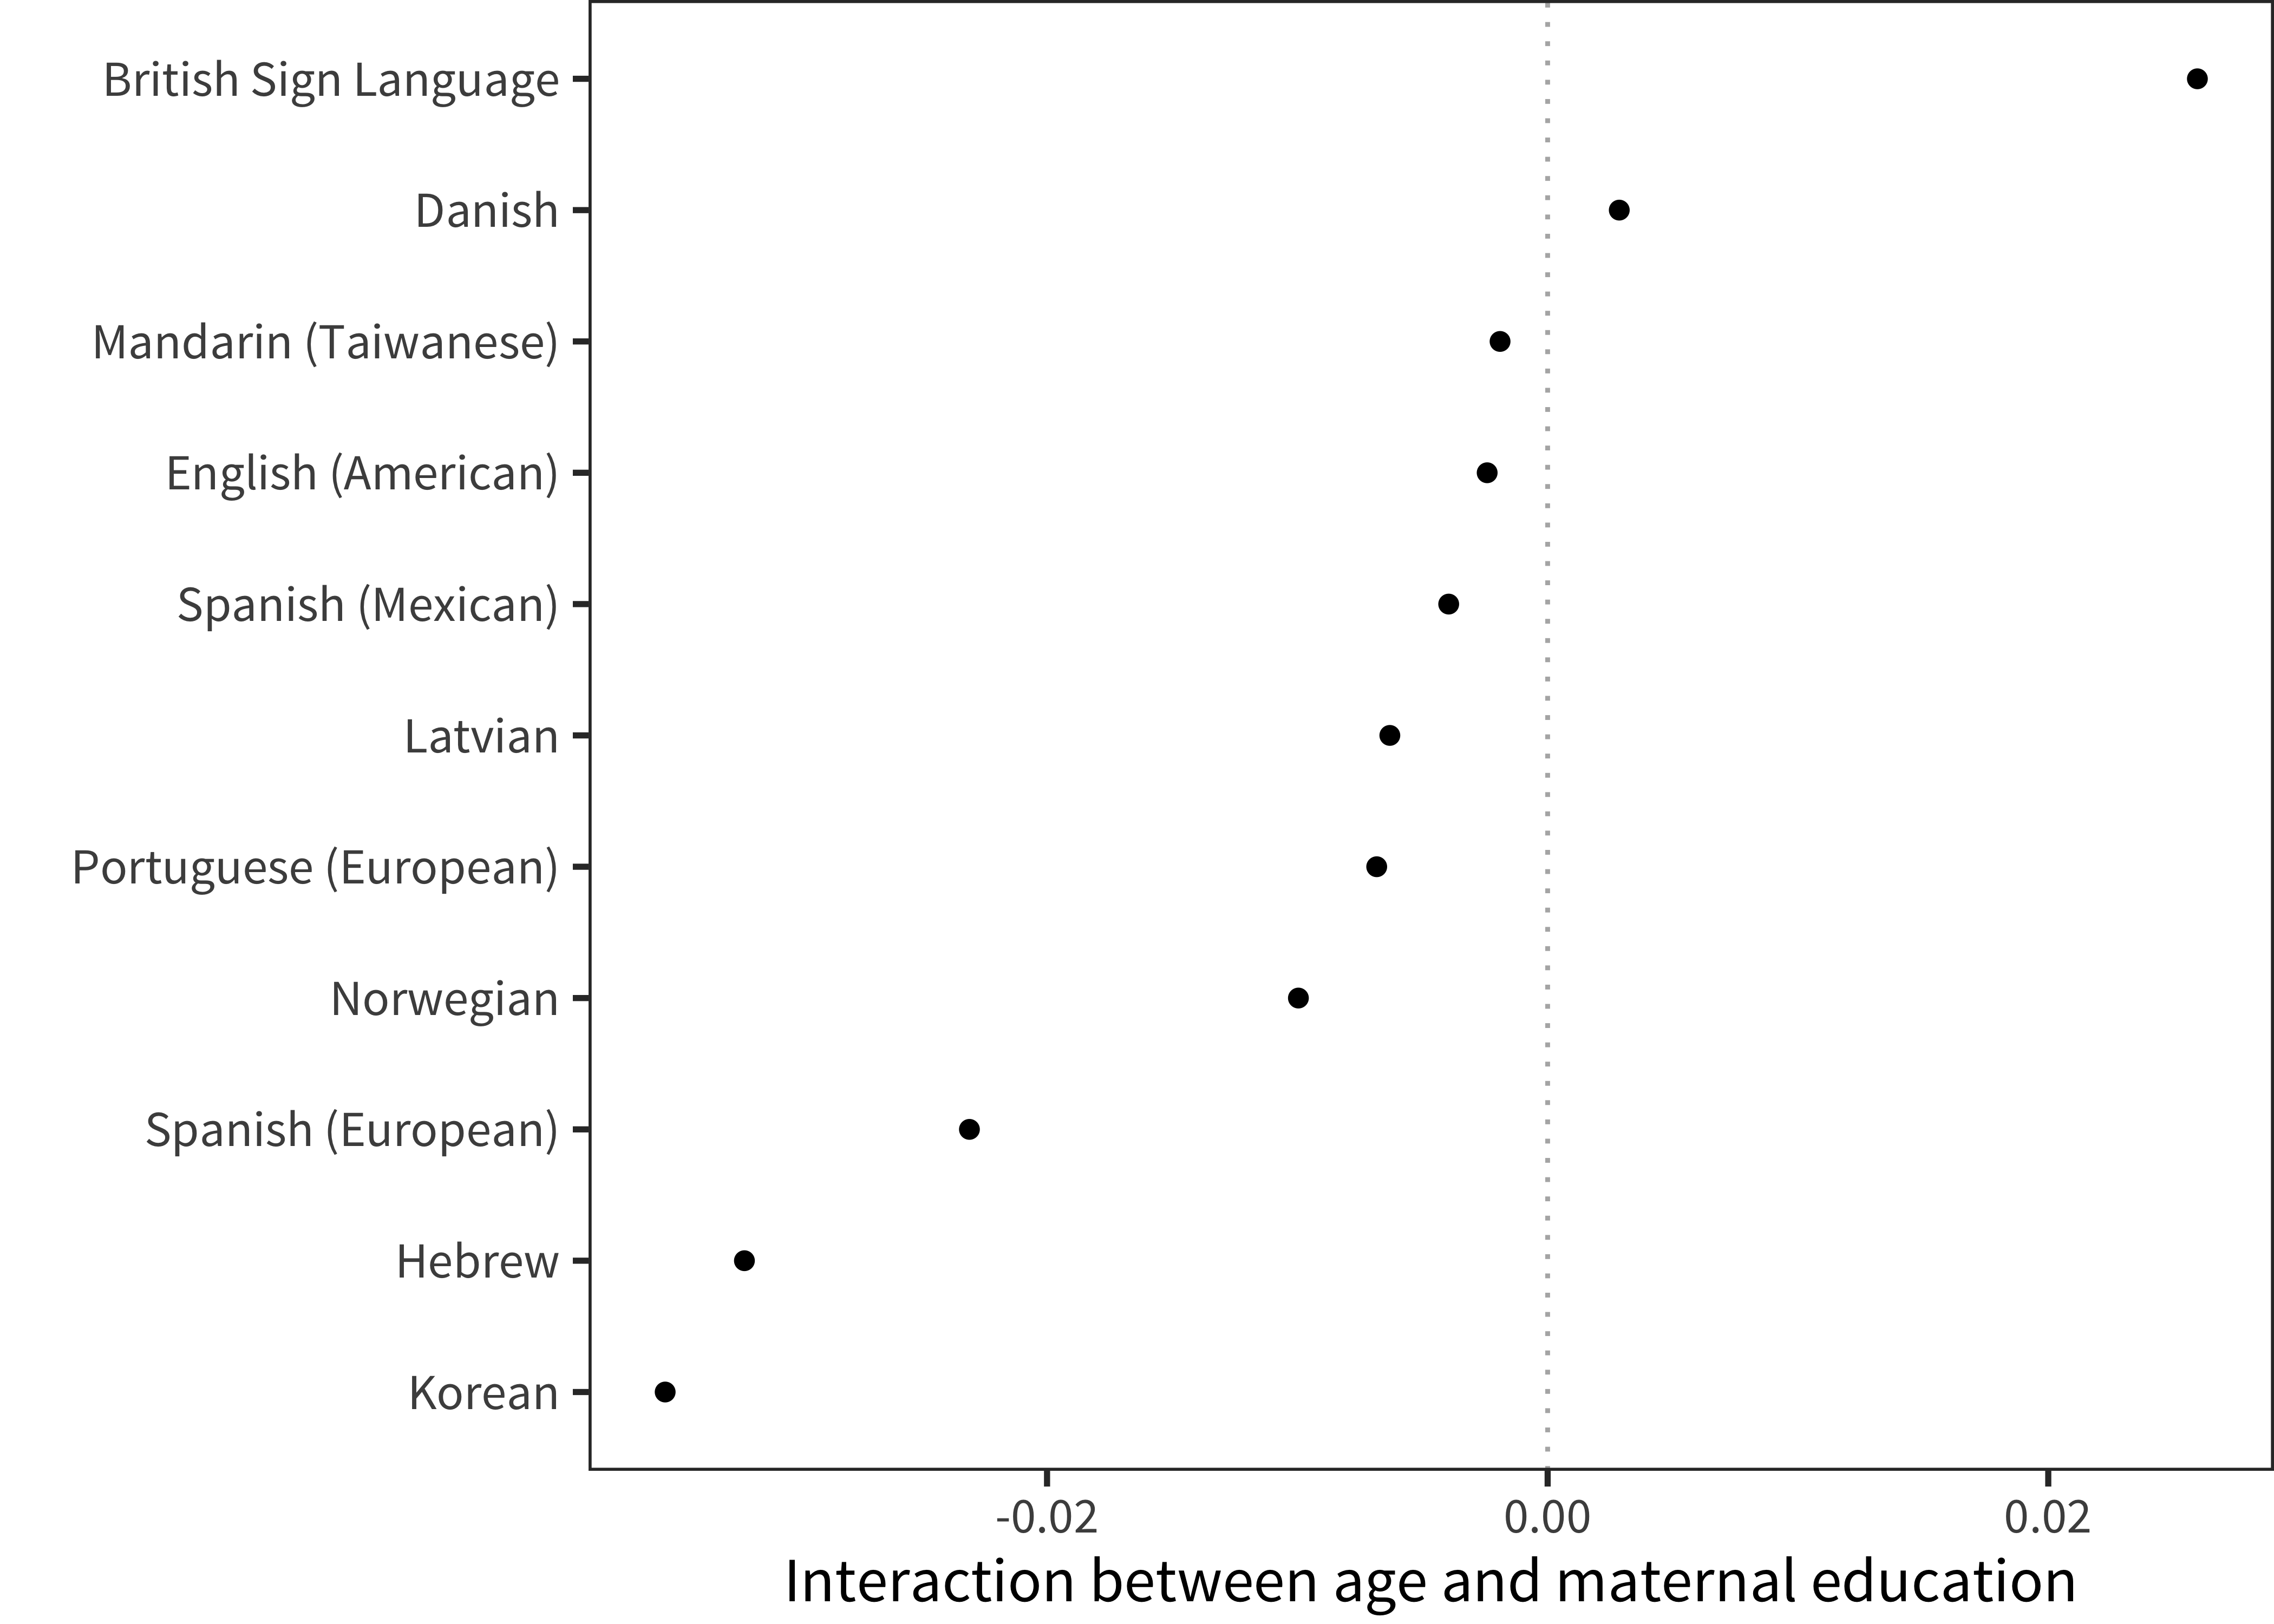 British Sign Language
Danish
Mandarin (Taiwanese)
English (American)
Spanish (Mexican)
Latvian
Portuguese (European)
Norwegian
Spanish (European)
Hebrew
Korean
-0.02 0.00 0.02
Interaction between age and maternal education